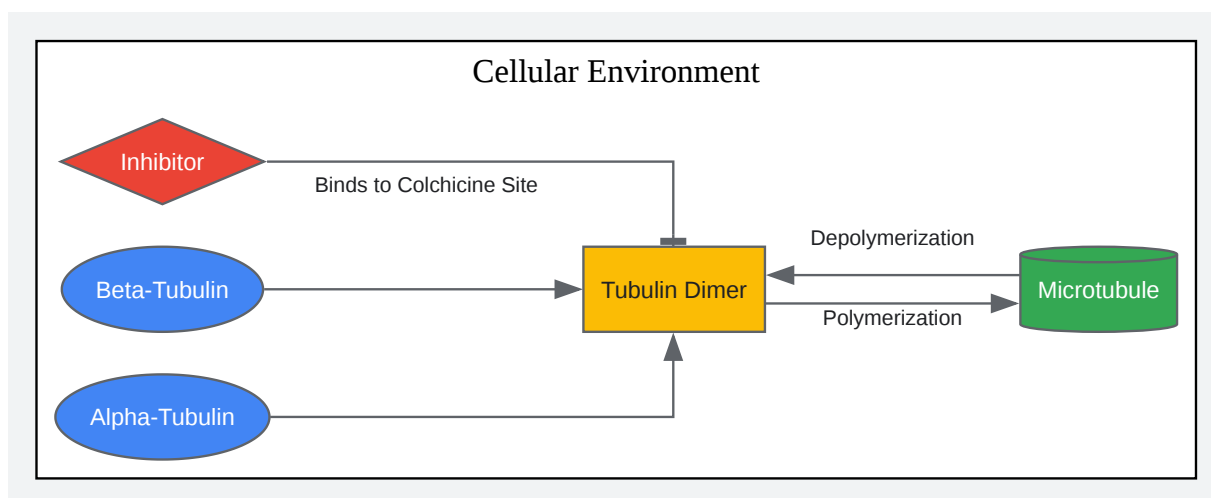 Cellular Environment
Inhibitor
Binds to Colchicine Site
Depolymerization
Beta-Tubulin
Tubulin Dimer
Microtubule
Polymerization
Alpha-Tubulin